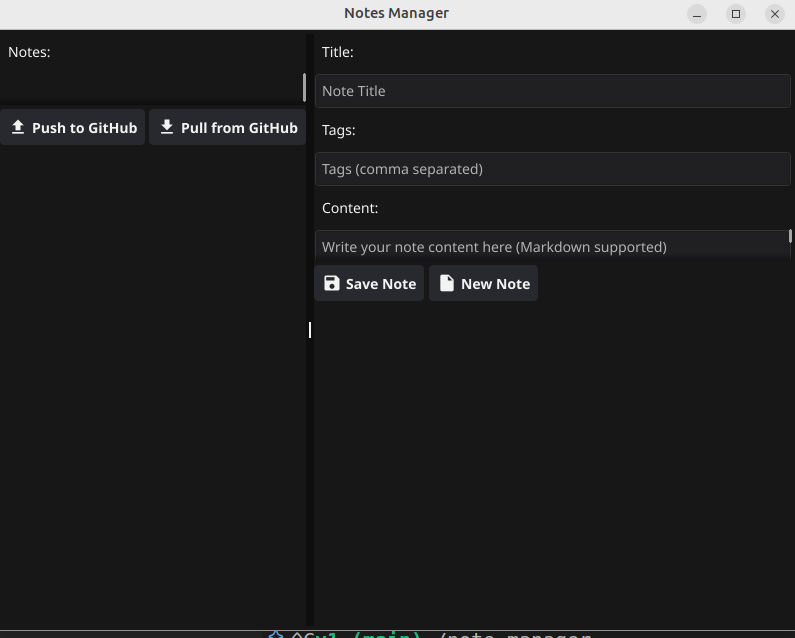 Notes Manager
Notes:
Push to GitHub
Pull from GitHub
Title:
Note Title
Tags:
Tags (comma separated)
Content:
Write your note content here (Markdown supported)
Save Note
New Note